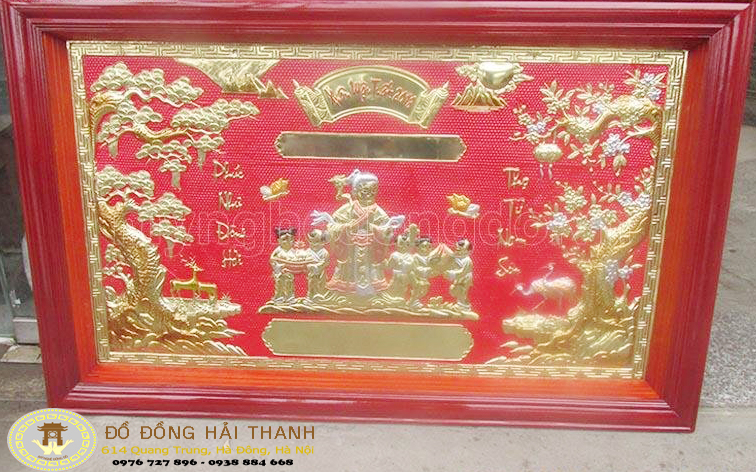 Phúc
Như
Đông
Hải
Thọ
Tỷ
Nam
Sơn
ĐỒ ĐỒNG HẢI THANH
614 Quang Trung, Hà Đông, Hà Nội
0976 727 896 - 0938 884 668